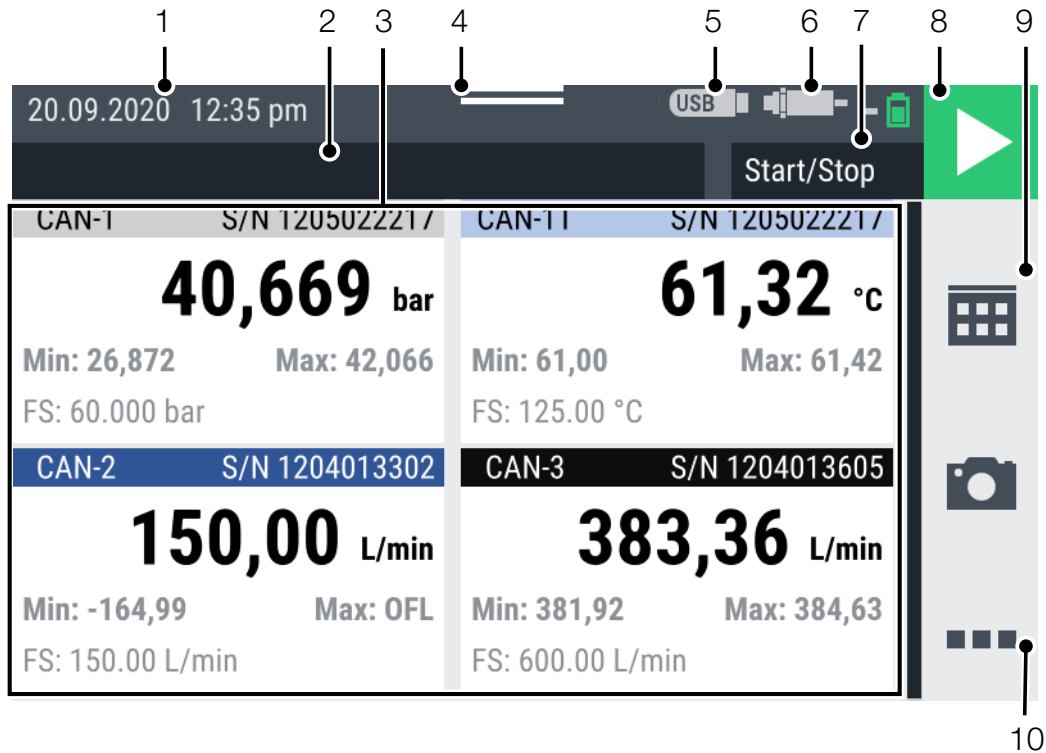 1 2 3 4 5 6 7 8 9
20.09.2020 12:35 pm USB
Start/Stop
CAN-1 S/N 1205022217 CAN-1T S/N 1205022217
40,669 bar 61,32 °C
Min: 26,872 Max: 42,066 Min: 61,00 Max: 61,42
FS: 60.000 bar FS: 125.00 °C
CAN-2 S/N 1204013302 CAN-3 S/N 1204013605
150,00 L/min 383,36 L/min
Min: -164,99 Max: OFL Min: 381,92 Max: 384,63
FS: 150.00 L/min FS: 600.00 L/min
10